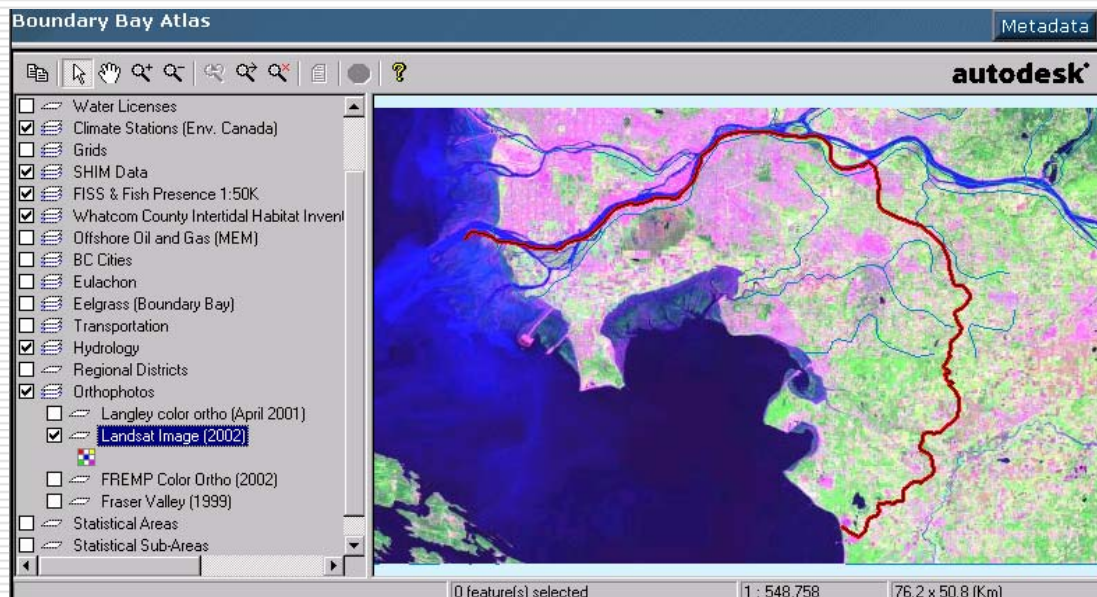 Boundary Bay Atlas
Metadata
autodesk
Water Licenses
Climate Stations (Env. Canada)
Grids
SHIM Data
FISS & Fish Presence 1:50K
Whatcom County Intertidal Habitat Invent
Offshore Oil and Gas (MEM)
BC Cities
Eulachon
Eelgrass (Boundary Bay)
Transportation
Hydrology
Regional Districts
Orthophotos
Langley color ortho (April 2001)
Landsat Image (2002)
FREMP Color Ortho (2002)
Fraser Valley (1999)
Statistical Areas
Statistical Sub-Areas
0 feature(s) selected
1 : 548,758
76.2 x 50.8 (Km)